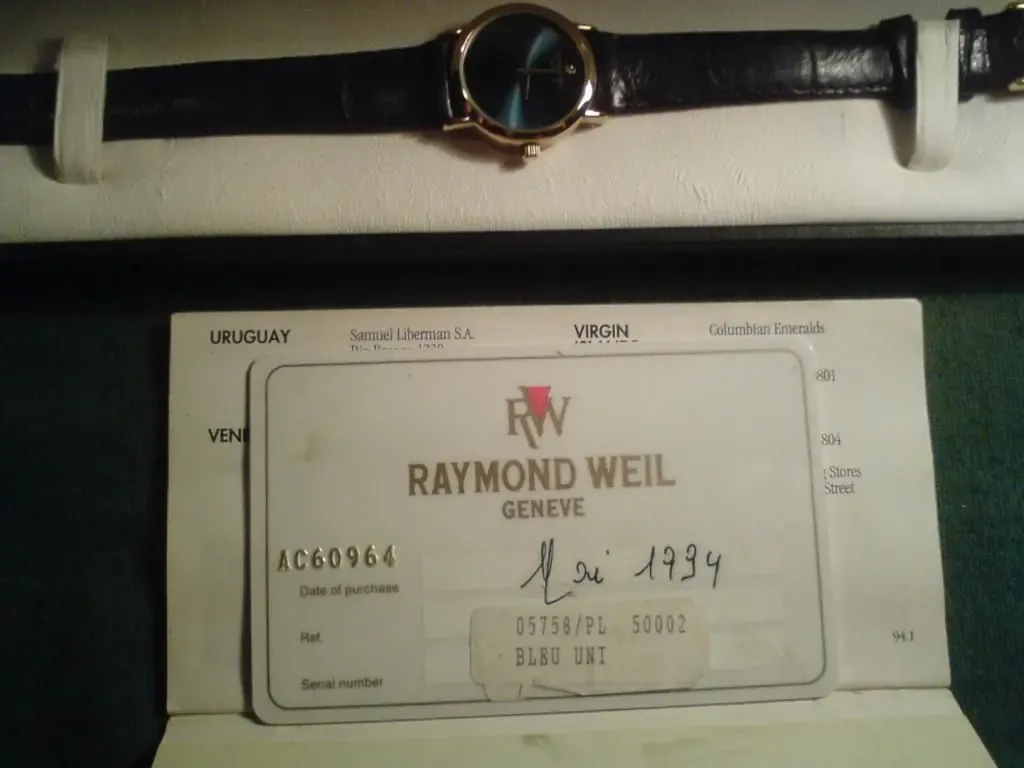 URUGUAY
Samuel Liberman S.A.
VIRGIN
Columbian Emeralds
801
VENE
804
Stores
Street
RW
RAYMOND WEIL
GENEVE
AC60964
Mai 1994
Date of purchase
05758/PL 50002
Ref.
BLEU UNI
Serial number
94.1